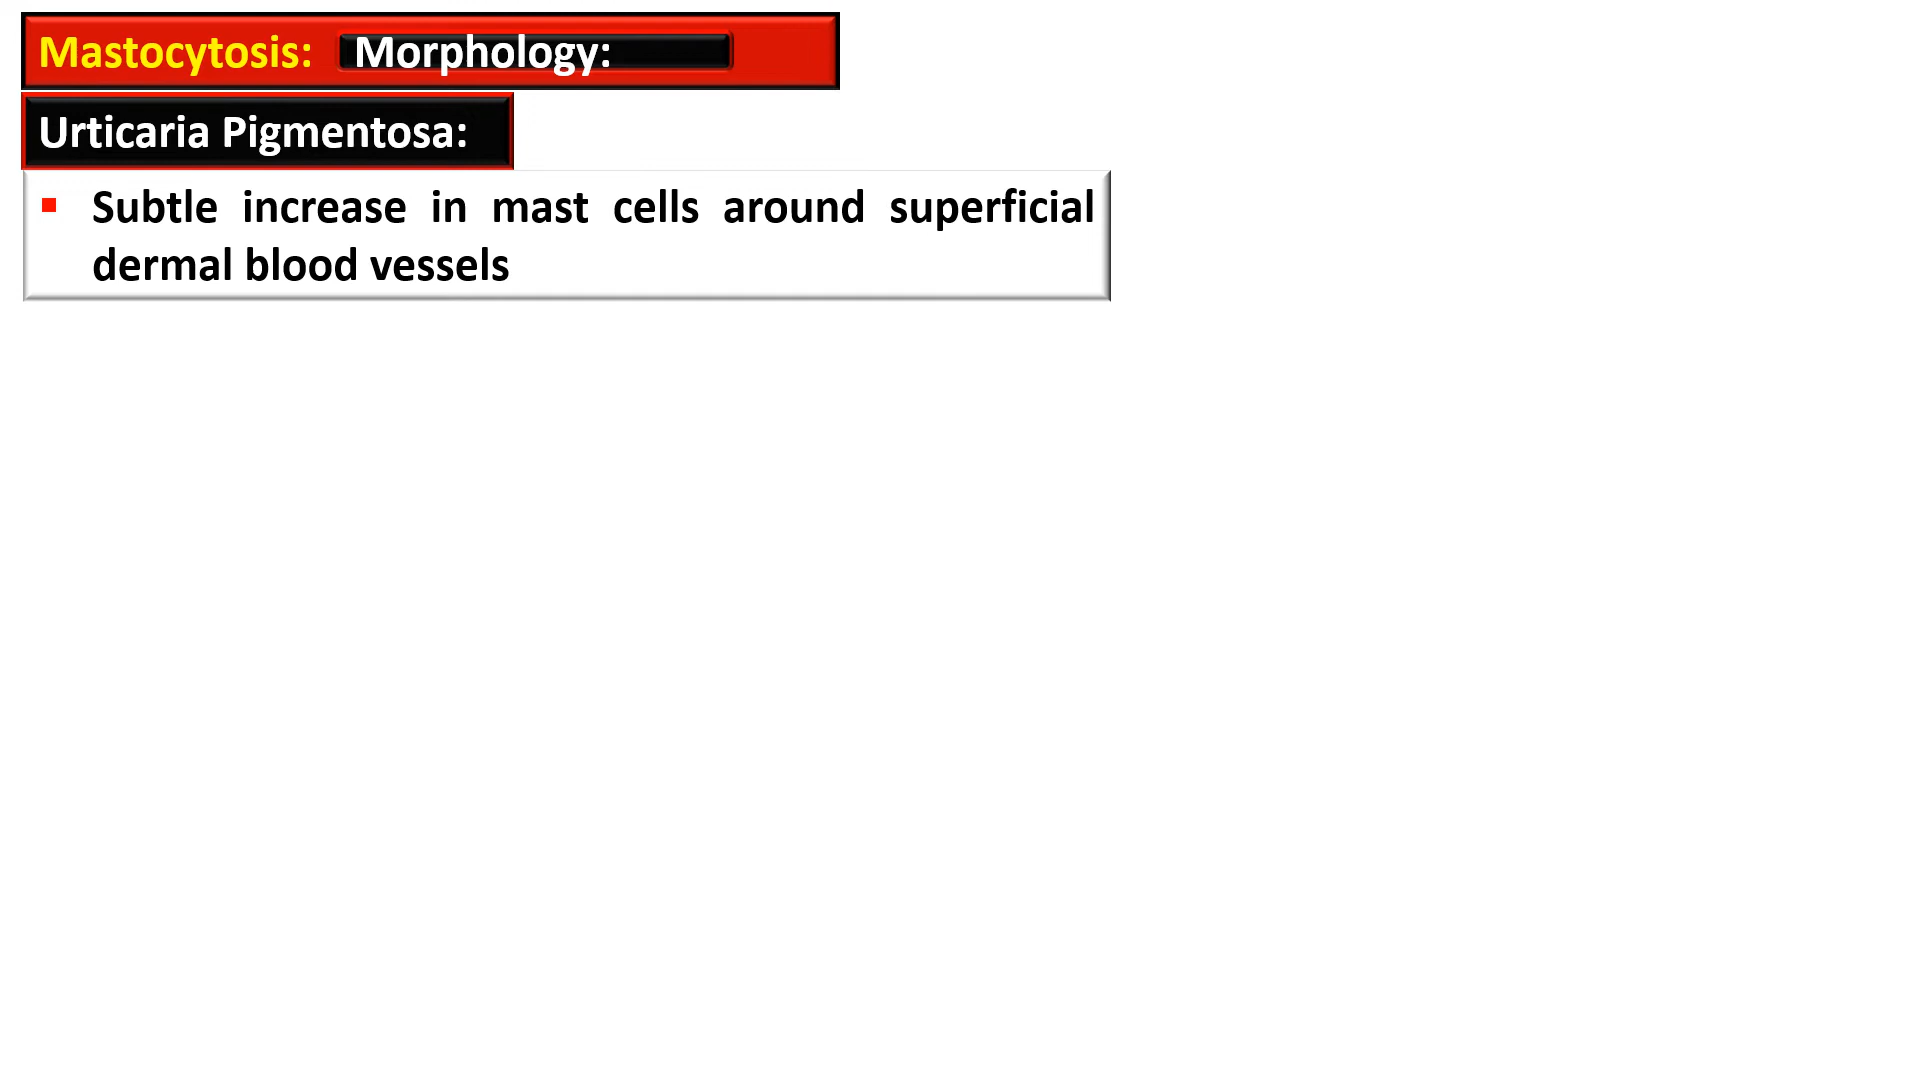 Mastocytosis: Morphology:
Urticaria Pigmentosa:
Subtle increase in mast cells around superficial
dermal blood vessels